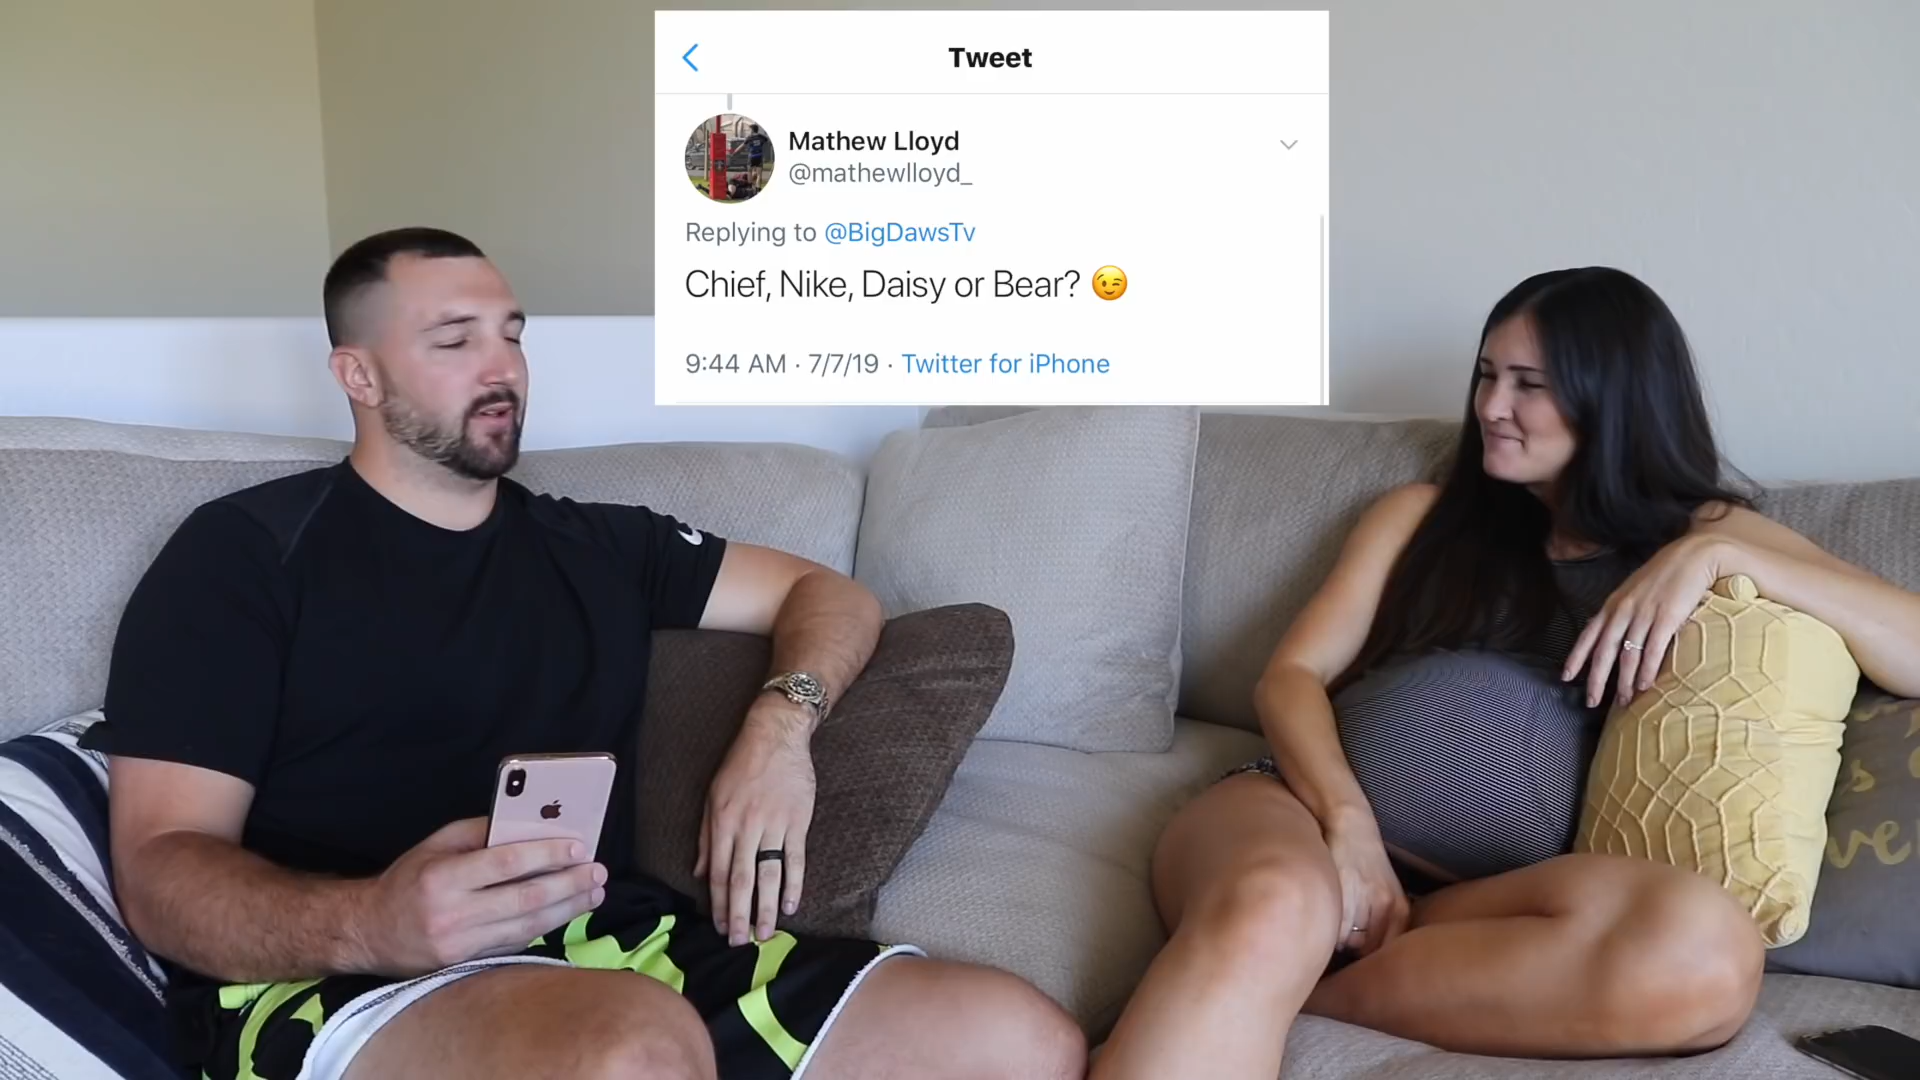 Tweet
Mathew Lloyd
@mathewlloyd_
Replying to @BigDawsTv
Chief, Nike, Daisy or Bear? 😉
9:44 AM · 7/7/19 · Twitter for iPhone